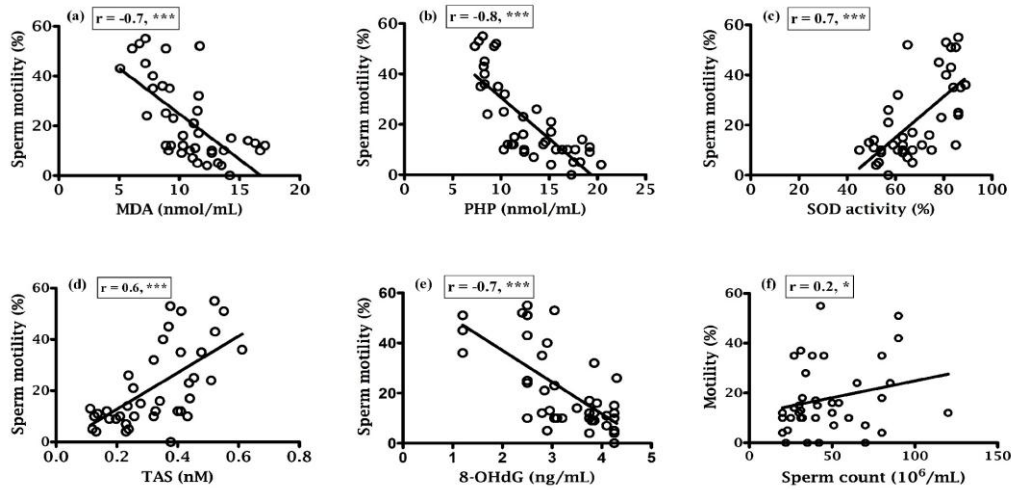 (a) r = -0.7, ***
Sperm motility (%)
60
40
20
0
0 5 10 15 20
MDA (nmol/mL)
(b) r = -0.8, ***
Sperm motility (%)
60
40
20
0
0 5 10 15 20
PHP (nmol/mL)
(c) r = 0.7, ***
Sperm motility (%)
60
40
20
0
20 40 60 80 100
SOD activity (%)
(d) r = 0.6, ***
Sperm motility (%)
60
40
20
0
0.0 0.2 0.4 0.6 0.8
TAS (nM)
(e) r = -0.7, ***
Sperm motility (%)
60
40
20
0
0 1 2 3 4 5
8-OHdG (ng/mL)
(f) r = 0.2, *
Motility (%)
60
40
20
0
0 50 100 150
Sperm count (10⁶/mL)